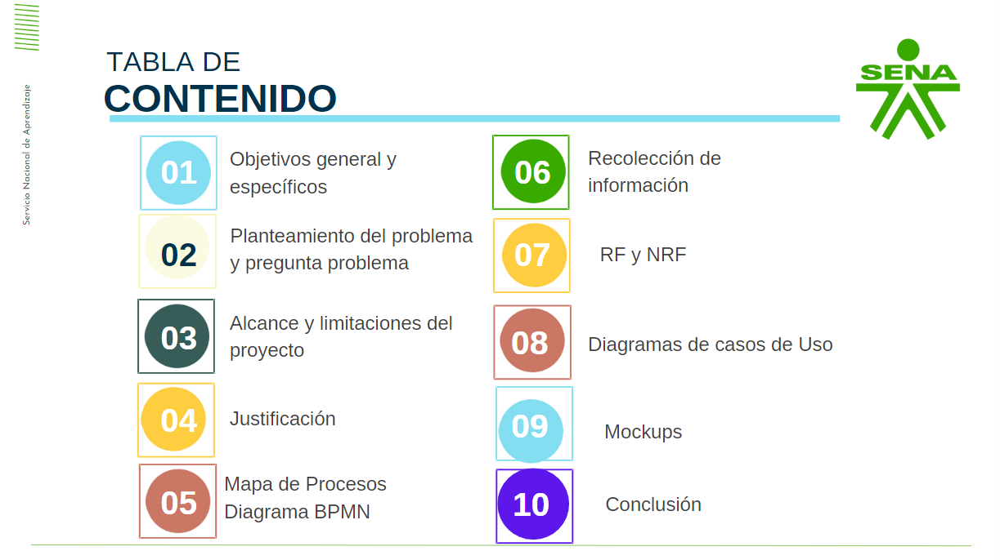 Servicio Nacional de Aprendizaje
TABLA DE
CONTENIDO
SENA
01
Objetivos general y
específicos
02
Planteamiento del problema
y pregunta problema
03
Alcance y limitaciones del
proyecto
04
Justificación
05
Mapa de Procesos
Diagrama BPMN
06
Recolección de
información
07
RF y NRF
08
Diagramas de casos de Uso
09
Mockups
10
Conclusión